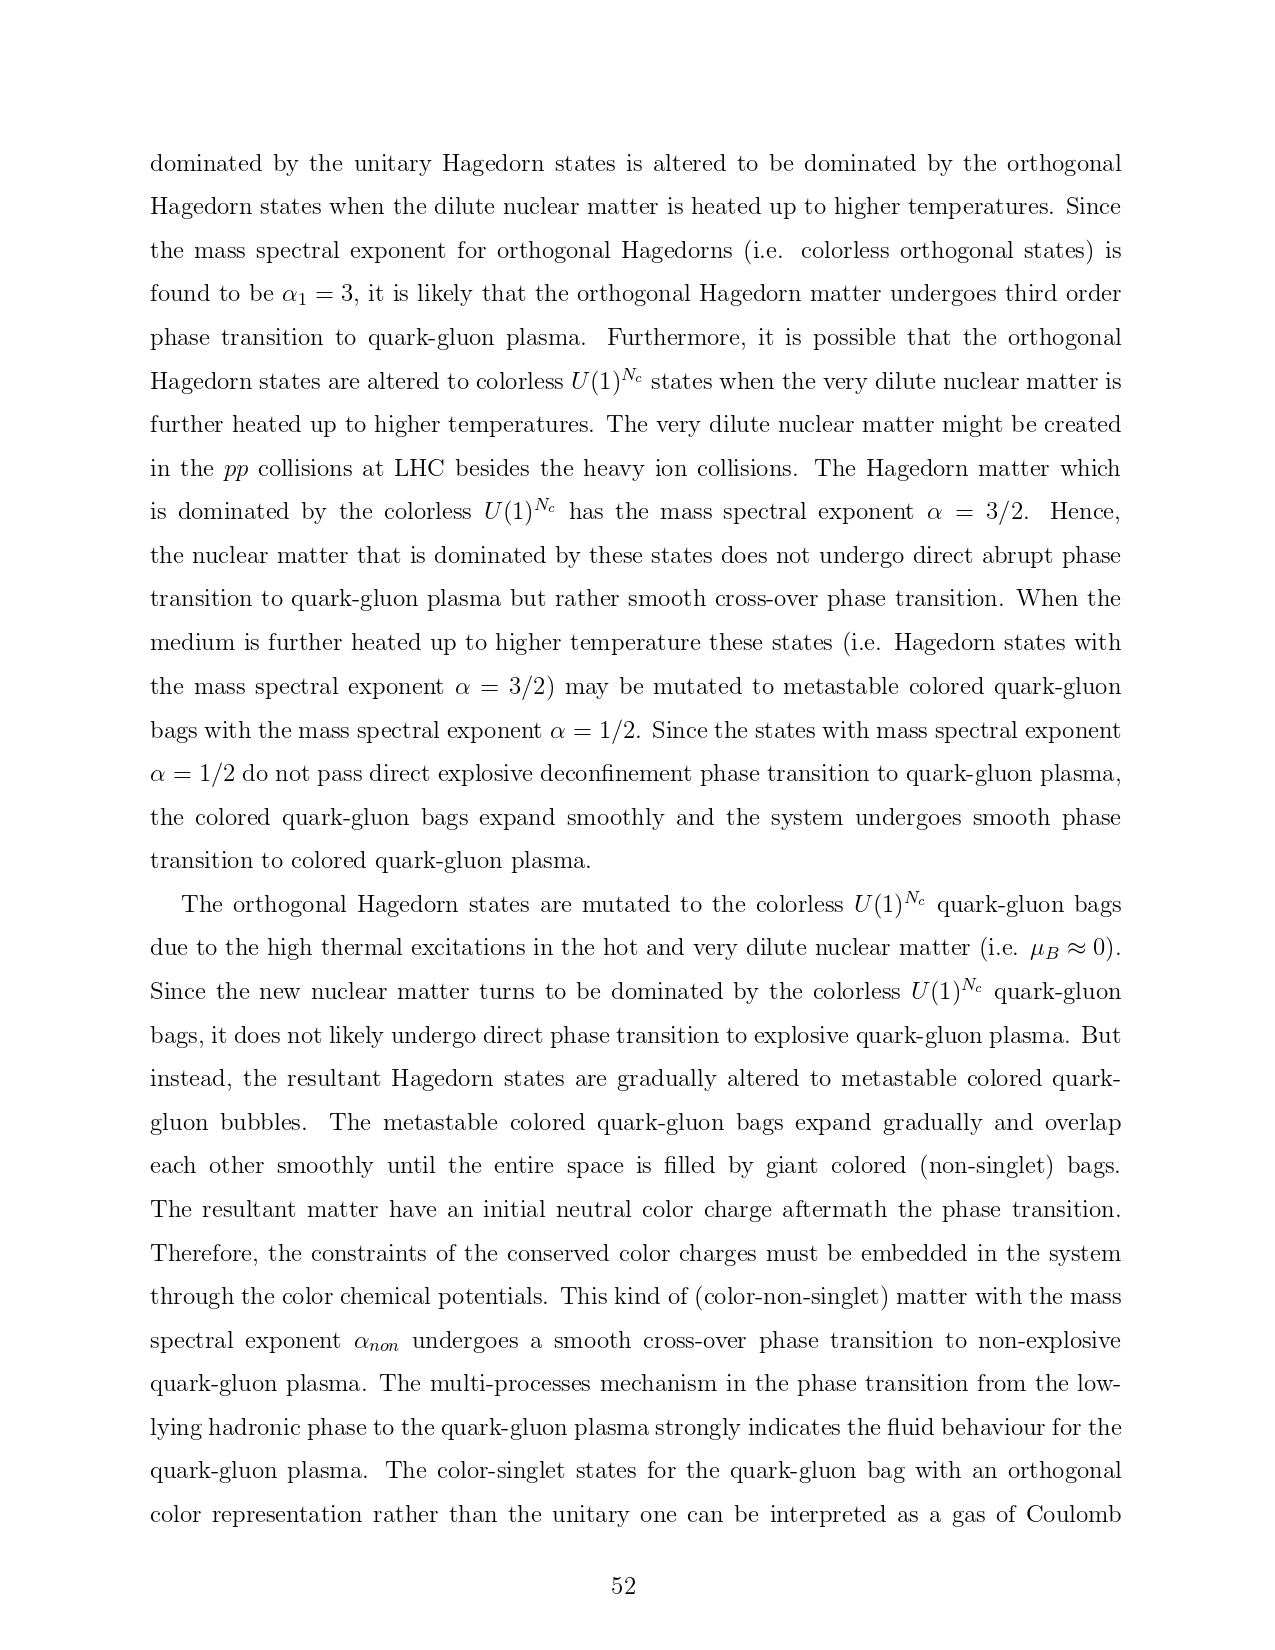 dominated by the unitary Hagedorn states is altered to be dominated by the orthogonal
Hagedorn states when the dilute nuclear matter is heated up to higher temperatures. Since
the mass spectral exponent for orthogonal Hagedorns (i.e. colorless orthogonal states) is
found to be α₁ = 3, it is likely that the orthogonal Hagedorn matter undergoes third order
phase transition to quark-gluon plasma. Furthermore, it is possible that the orthogonal
Hagedorn states are altered to colorless $U(1)^{N_c}$ states when the very dilute nuclear matter is
further heated up to higher temperatures. The very dilute nuclear matter might be created
in the pp collisions at LHC besides the heavy ion collisions. The Hagedorn matter which
is dominated by the colorless $U(1)^{N_c}$ has the mass spectral exponent α = 3/2. Hence,
the nuclear matter that is dominated by these states does not undergo direct abrupt phase
transition to quark-gluon plasma but rather smooth cross-over phase transition. When the
medium is further heated up to higher temperature these states (i.e. Hagedorn states with
the mass spectral exponent α = 3/2) may be mutated to metastable colored quark-gluon
bags with the mass spectral exponent α = 1/2. Since the states with mass spectral exponent
α = 1/2 do not pass direct explosive deconfinement phase transition to quark-gluon plasma,
the colored quark-gluon bags expand smoothly and the system undergoes smooth phase
transition to colored quark-gluon plasma.
The orthogonal Hagedorn states are mutated to the colorless $U(1)^{N_c}$ quark-gluon bags
due to the high thermal excitations in the hot and very dilute nuclear matter (i.e. $\mu_B$ ≈ 0).
Since the new nuclear matter turns to be dominated by the colorless $U(1)^{N_c}$ quark-gluon
bags, it does not likely undergo direct phase transition to explosive quark-gluon plasma. But
instead, the resultant Hagedorn states are gradually altered to metastable colored quark-
gluon bubbles. The metastable colored quark-gluon bags expand gradually and overlap
each other smoothly until the entire space is filled by giant colored (non-singlet) bags.
The resultant matter have an initial neutral color charge aftermath the phase transition.
Therefore, the constraints of the conserved color charges must be embedded in the system
through the color chemical potentials. This kind of (color-non-singlet) matter with the mass
spectral exponent $\alpha_{non}$ undergoes a smooth cross-over phase transition to non-explosive
quark-gluon plasma. The multi-processes mechanism in the phase transition from the low-
lying hadronic phase to the quark-gluon plasma strongly indicates the fluid behaviour for the
quark-gluon plasma. The color-singlet states for the quark-gluon bag with an orthogonal
color representation rather than the unitary one can be interpreted as a gas of Coulomb
52